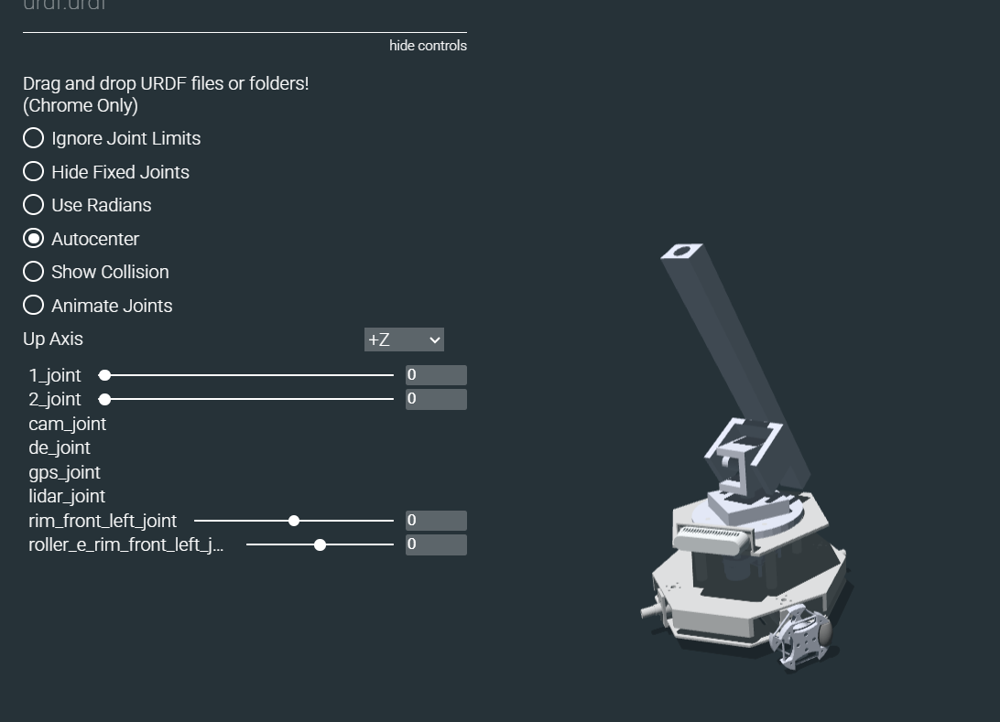 urdf.urdf
hide controls
Drag and drop URDF files or folders!
(Chrome Only)
Ignore Joint Limits
Hide Fixed Joints
Use Radians
Autocenter
Show Collision
Animate Joints
Up Axis +Z
1_joint 0
2_joint 0
cam_joint
de_joint
gps_joint
lidar_joint
rim_front_left_joint 0
roller_e_rim_front_left_j... 0